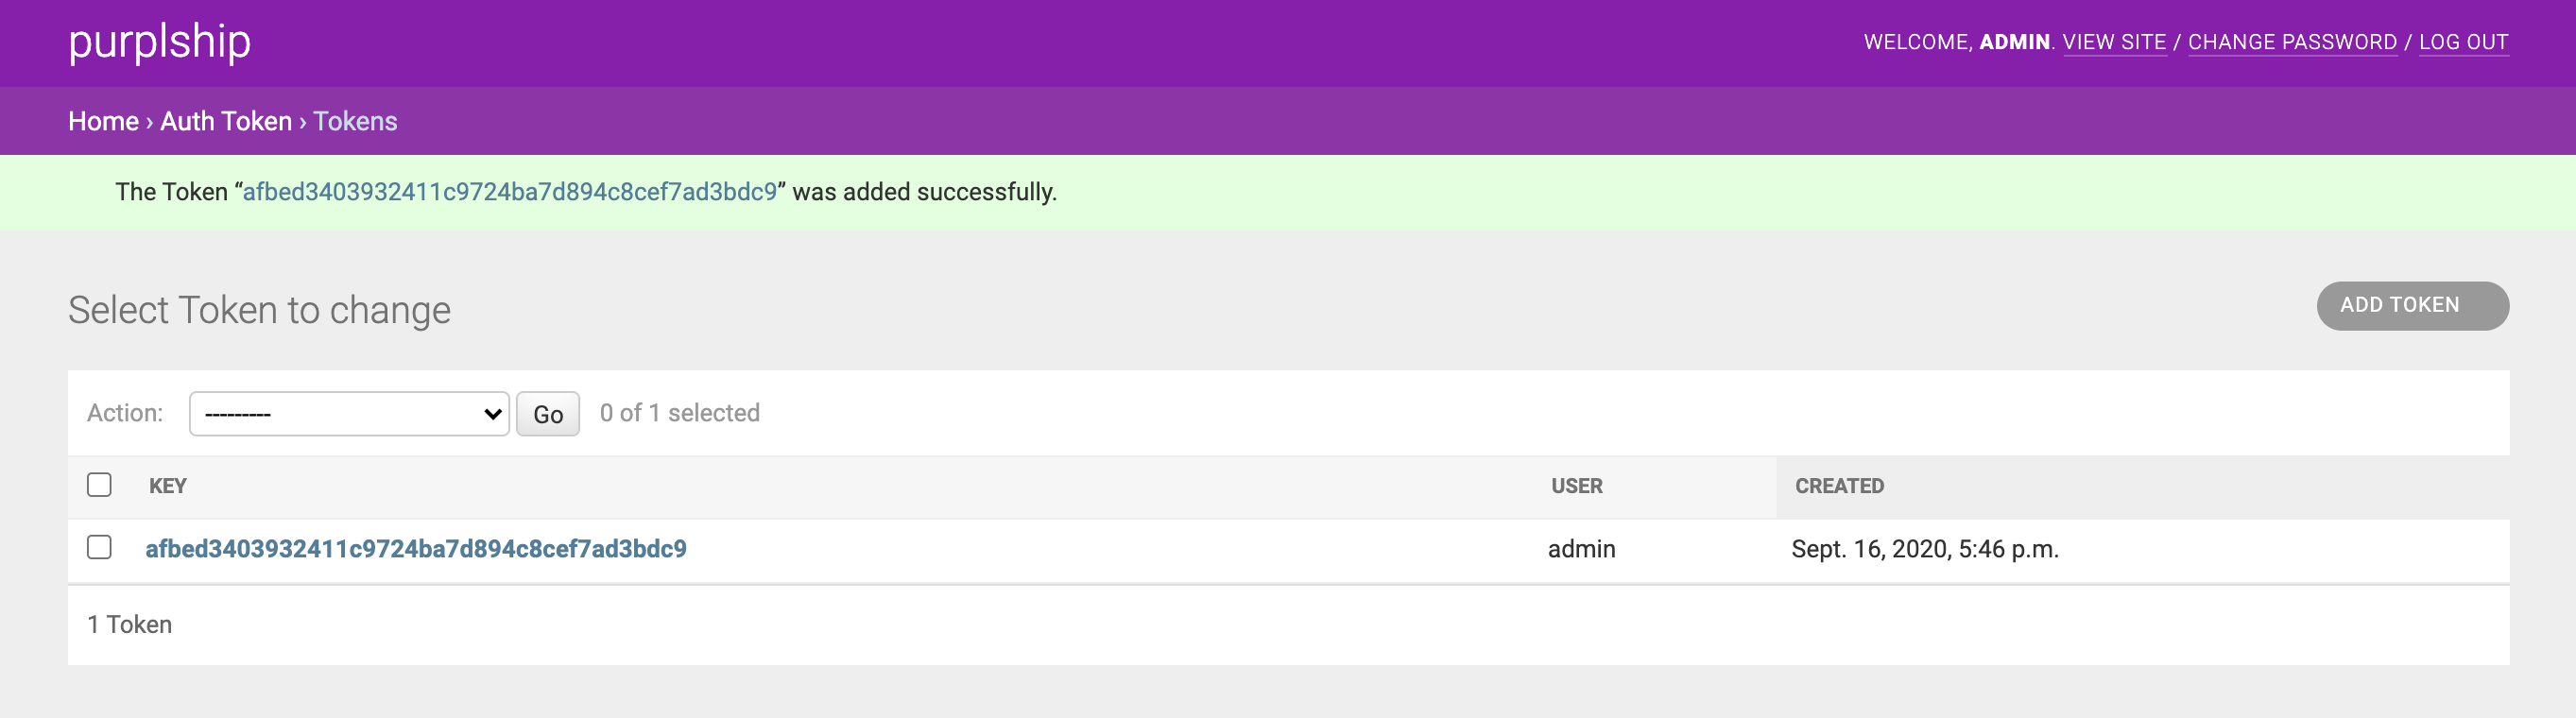 purplship
WELCOME, ADMIN. VIEW SITE / CHANGE PASSWORD / LOG OUT
Home › Auth Token › Tokens
The Token “afbed3403932411c9724ba7d894c8cef7ad3bdc9” was added successfully.
Select Token to change
ADD TOKEN
Action: --------- Go 0 of 1 selected
KEY USER CREATED
afbed3403932411c9724ba7d894c8cef7ad3bdc9 admin Sept. 16, 2020, 5:46 p.m.
1 Token